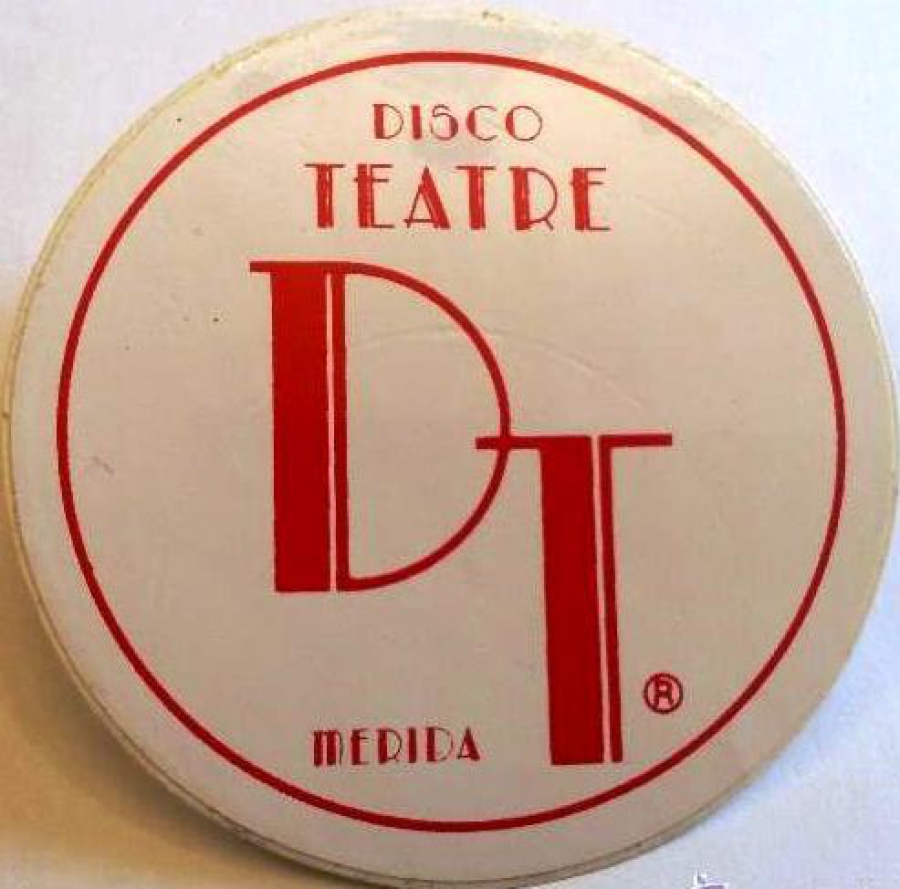 DISCO
TEATRE
DT
®
MERIDA